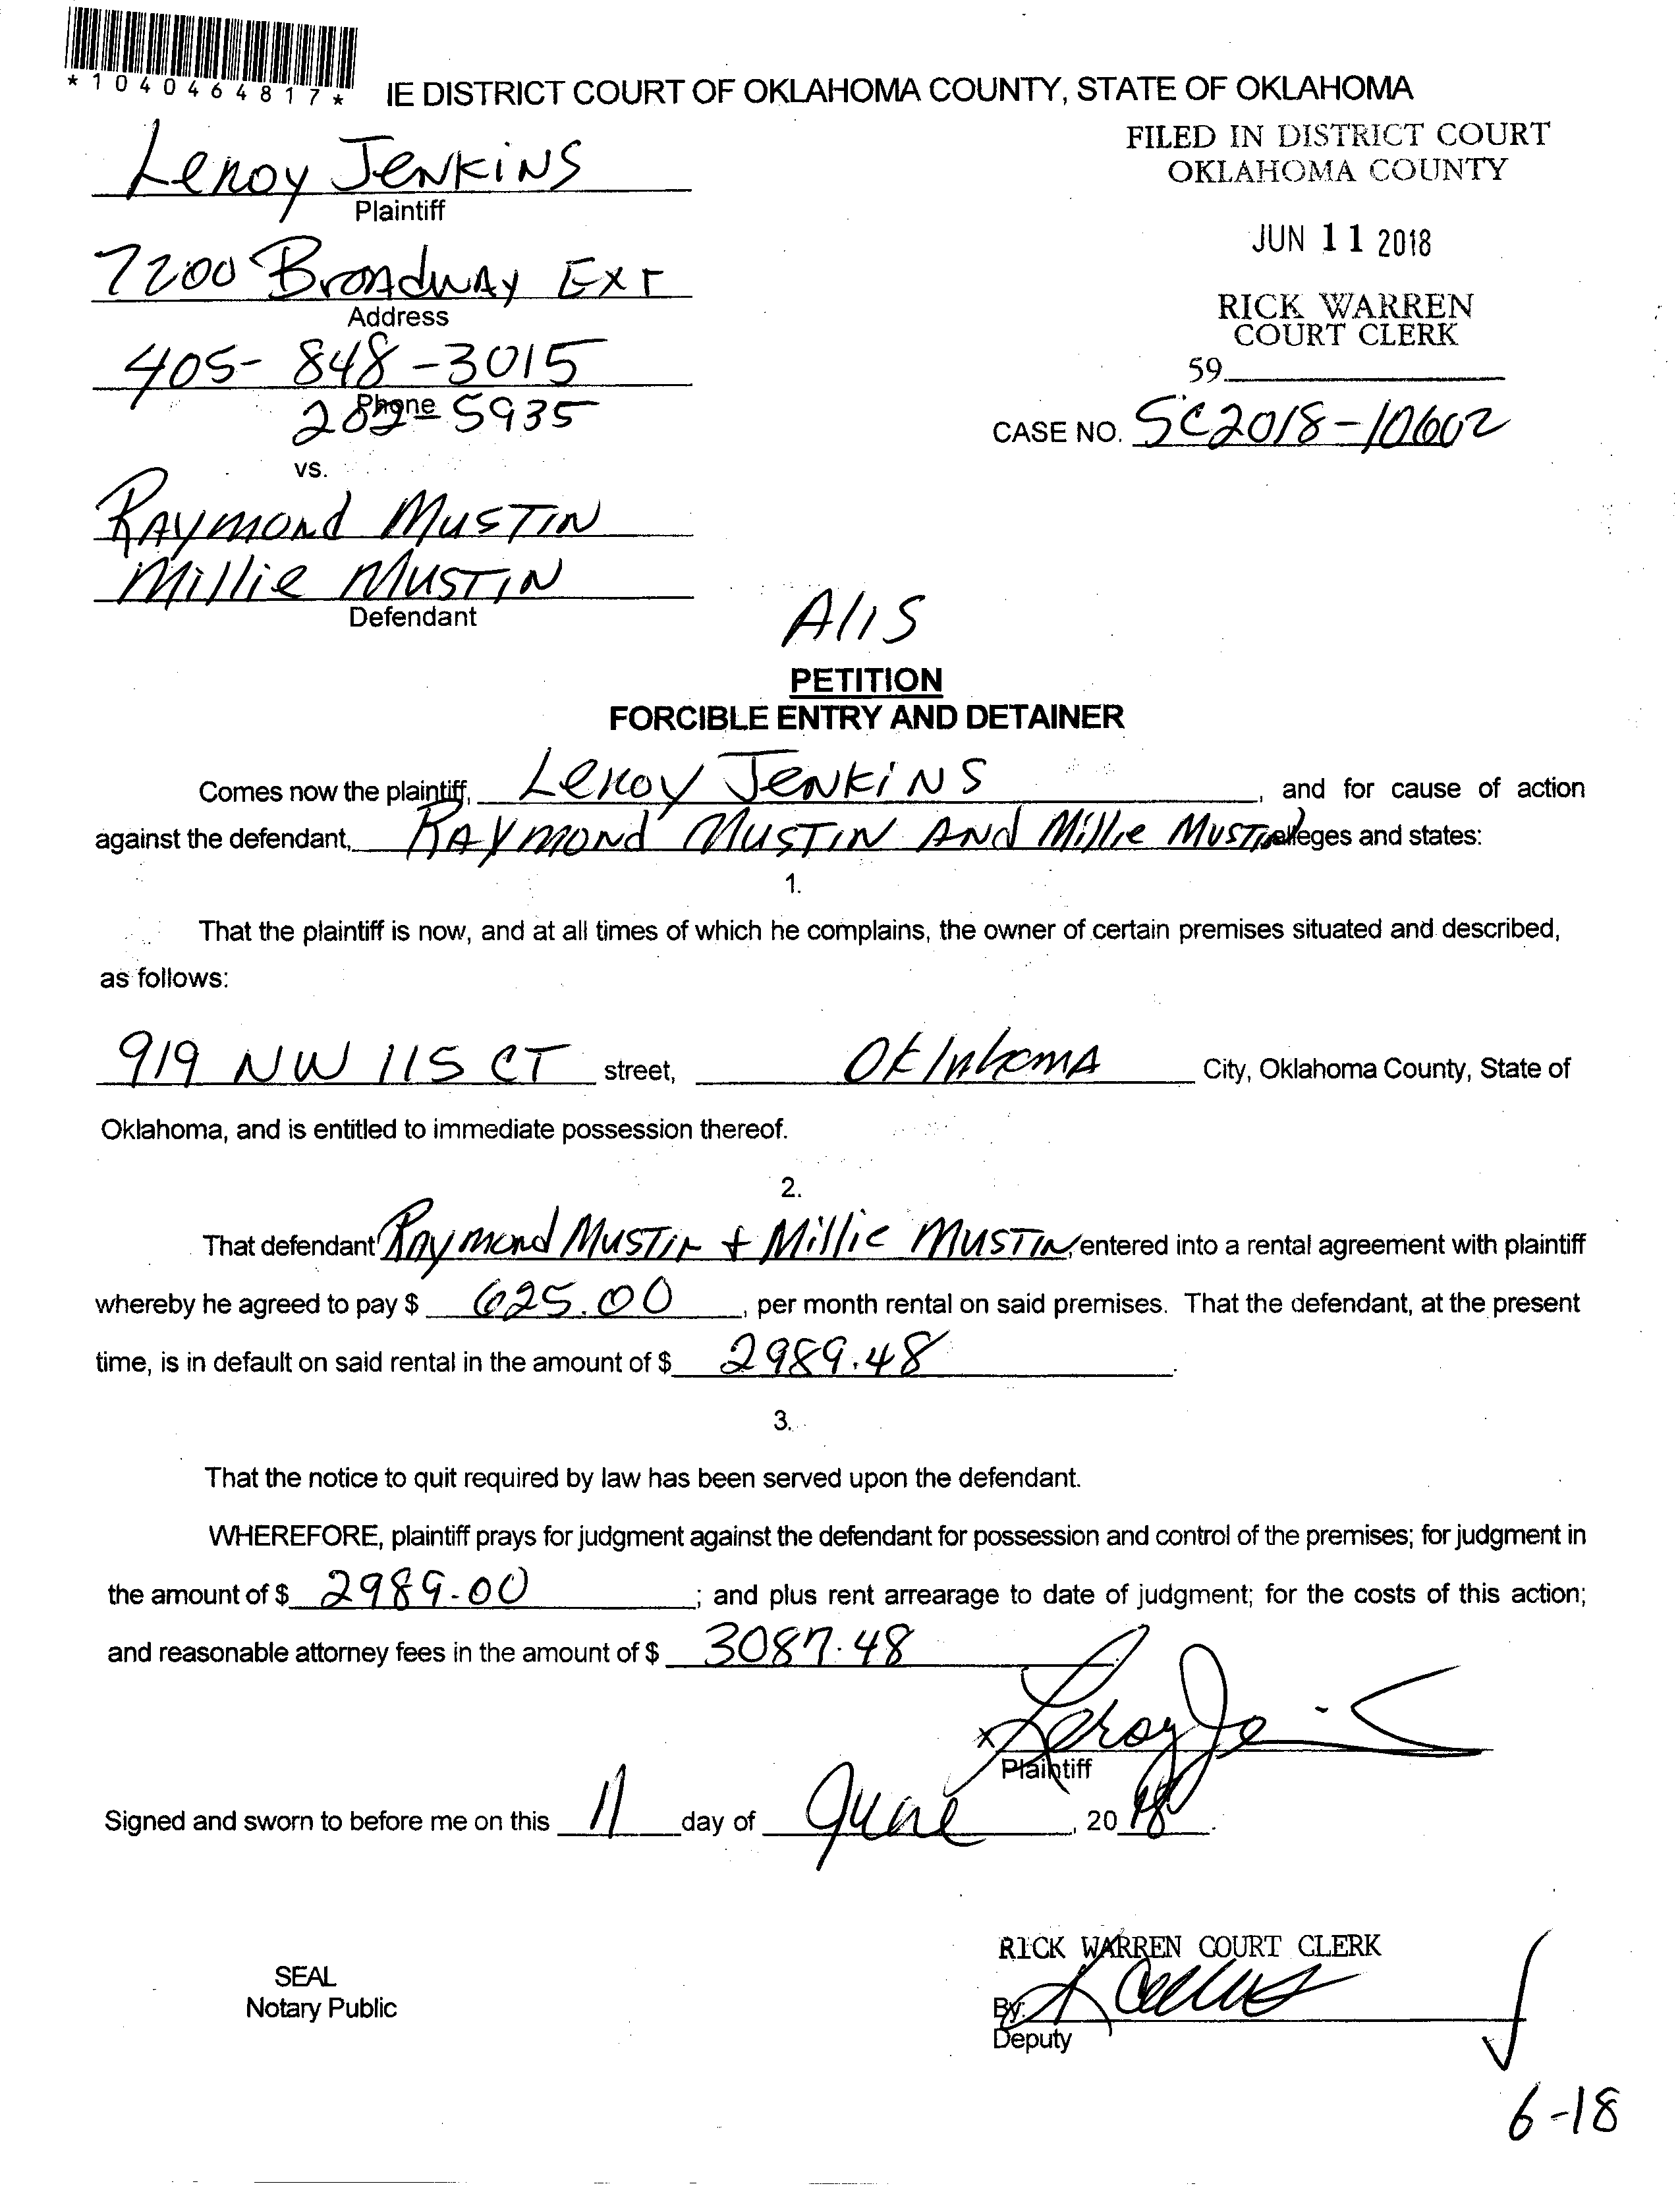 *1040464817*
IE DISTRICT COURT OF OKLAHOMA COUNTY, STATE OF OKLAHOMA
FILED IN DISTRICT COURT
OKLAHOMA COUNTY
JUN 11 2018
RICK WARREN
COURT CLERK
59
CASE NO. SC2018-10602
Leroy Jenkins
Plaintiff
7200 Broadway Ext
Address
405-848-3015
Phone
282-5935
vs.
Raymond Mustin
Millie Mustin
Defendant
Alis
PETITION
FORCIBLE ENTRY AND DETAINER
Comes now the plaintiff, Leroy Jenkins, and for cause of action
against the defendant, Raymond Mustin And Millie Mustin alleges and states:
1.
That the plaintiff is now, and at all times of which he complains, the owner of certain premises situated and described,
as follows:
919 NW 115 CT street, Oklahoma City, Oklahoma County, State of
Oklahoma, and is entitled to immediate possession thereof.
2.
That defendant Raymond Mustin + Millie Mustin, entered into a rental agreement with plaintiff
whereby he agreed to pay $ 625.00, per month rental on said premises. That the defendant, at the present
time, is in default on said rental in the amount of $ 2989.48.
3.
That the notice to quit required by law has been served upon the defendant.
WHEREFORE, plaintiff prays for judgment against the defendant for possession and control of the premises; for judgment in
the amount of $ 2989.00; and plus rent arrearage to date of judgment; for the costs of this action;
and reasonable attorney fees in the amount of $ 3087.48.
x Leroy Je
Plaintiff
Signed and sworn to before me on this 11 day of June, 2018.
RICK WARREN COURT CLERK
SEAL
Notary Public
By:
Deputy
6-18